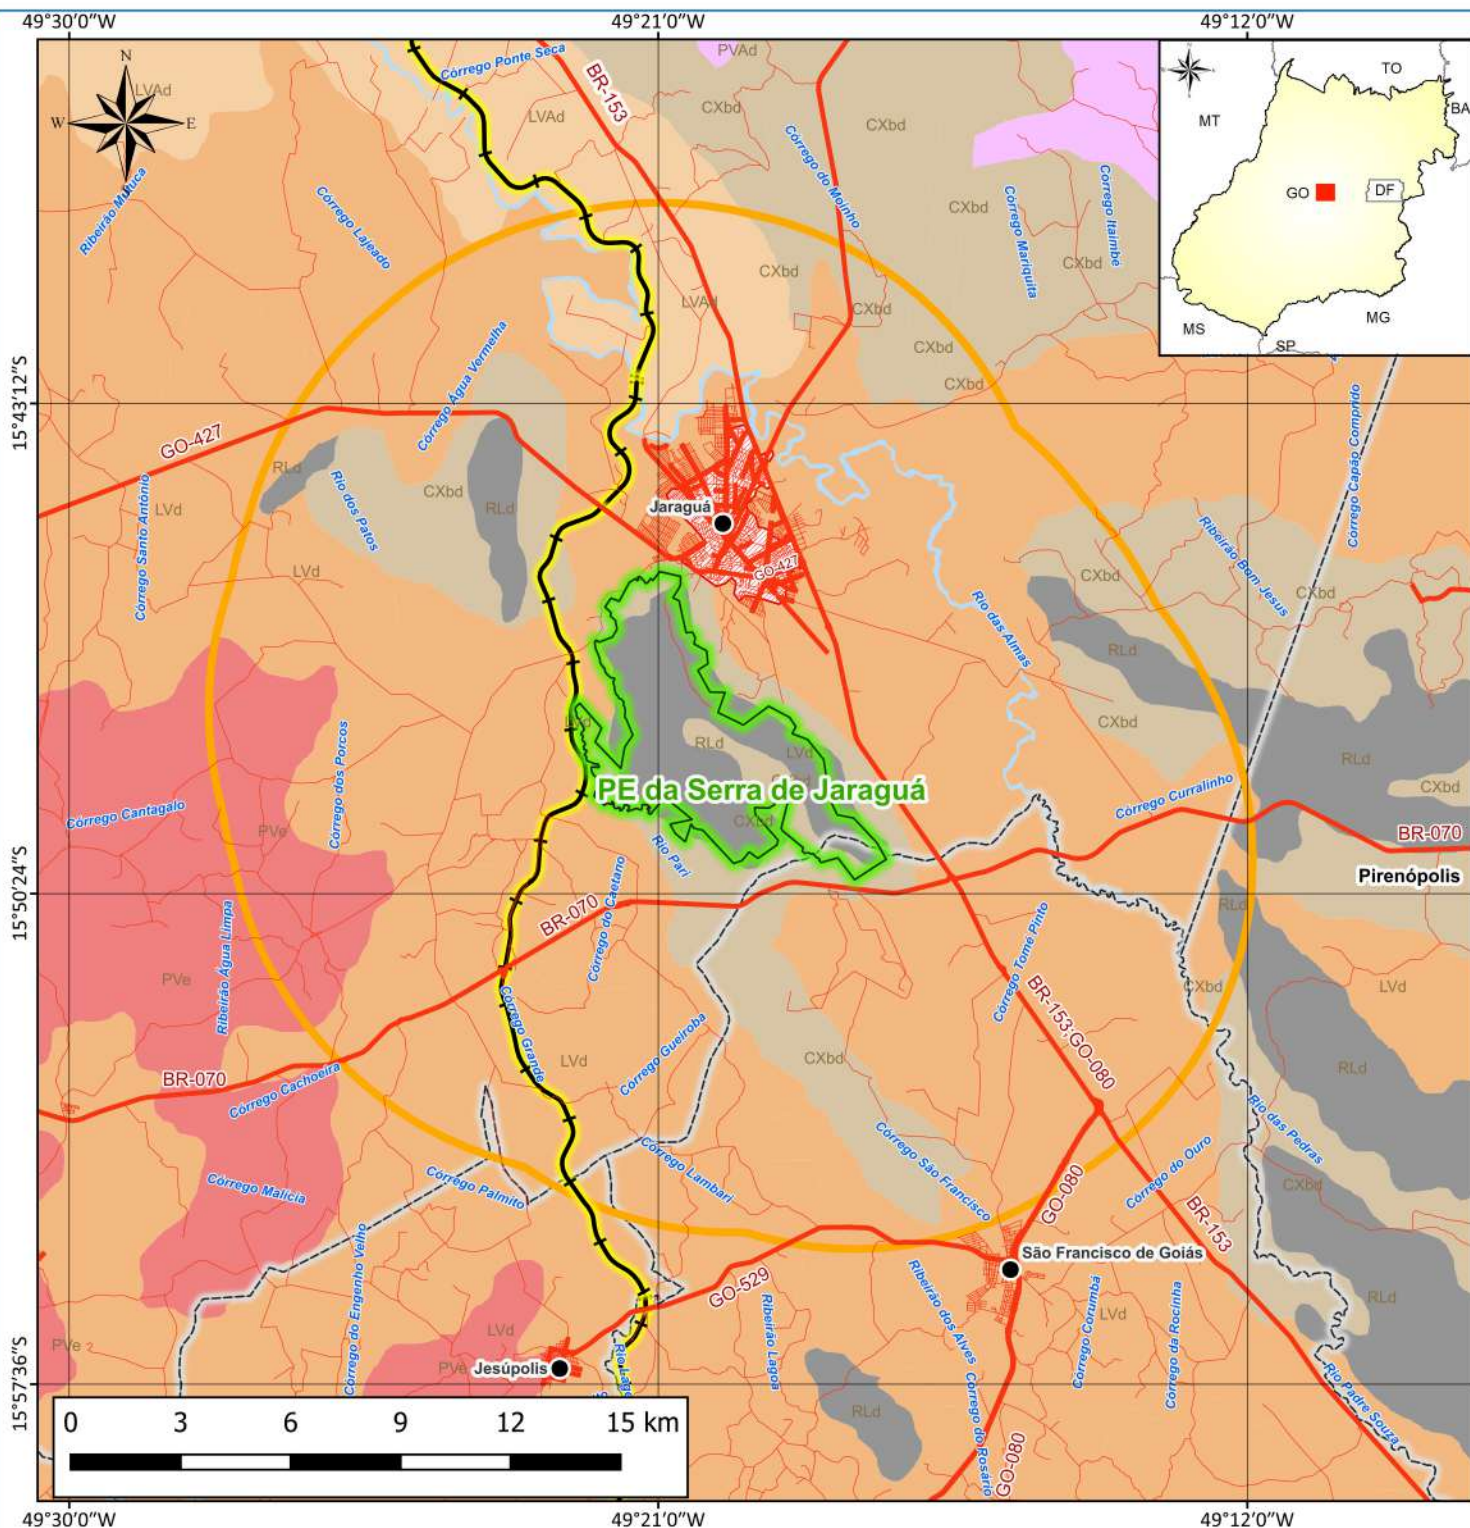 49°30'0"W
49°21'0"W
49°12'0"W
Córrego Ponte Seca
PVAd
N
LVAd
W
E
BR-153
LVAd
CXbd
CXbd
TO
BA
MT
GO
DF
MS
MG
SP
Ribeirão Mutuca
Córrego Lajeado
Córrego do Moinho
Córrego Mariquita
Córrego Itaimbé
CXbd
CXbd
CXbd
LVAd
CXbd
CXbd
CXbd
Córrego Água Vermelha
15°43'12"S
GO-427
Córrego Capão Comprido
RLd
Rio dos Patos
CXbd
RLd
LVd
Córrego Santo Antônio
Jaraguá
GO-427
LVd
Ribeirão Bom Jesus
CXbd
CXbd
Rio das Almas
RLd
CXbd
LVd
RLd
LVd
CXbd
PE da Serra de Jaraguá
RLd
CXbd
Córrego dos Porcos
Córrego Cantagalo
PVe
Córrego Curralinho
CXbd
BR-070
Rio Pari
Pirenópolis
15°50'24"S
BR-070
Córrego do Caetano
RLd
Ribeirão Água Limpa
Córrego Tomé Pinto
PVe
CXbd
LVd
Córrego Grande
BR-153;GO-080
LVd
Córrego Gueiroba
CXbd
BR-070
Córrego Cachoeira
RLd
Rio das Pedras
Córrego São Francisco
Córrego do Ouro
Córrego Lambari
Córrego Malícia
Córrego Palmito
CXbd
GO-080
BR-153
São Francisco de Goiás
Córrego do Engenho Velho
GO-529
Ribeirão Lagoa
Ribeirão dos Alves
Córrego Corumbá
Córrego da Rocinha
LVd
RLd
LVd
PVe
PVe
Jesúpolis
Rio Lago
Rio Padre Souza
15°57'36"S
RLd
Córrego do Rosário
GO-080
0 3 6 9 12 15 km
49°30'0"W
49°21'0"W
49°12'0"W